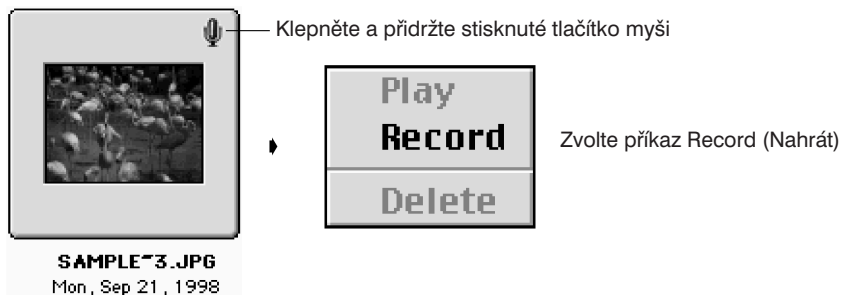 Klepněte a přidržte stisknuté tlačítko myši
Play
Record
Zvolte příkaz Record (Nahrát)
Delete
SAMPLE~3.JPG
Mon, Sep 21, 1998